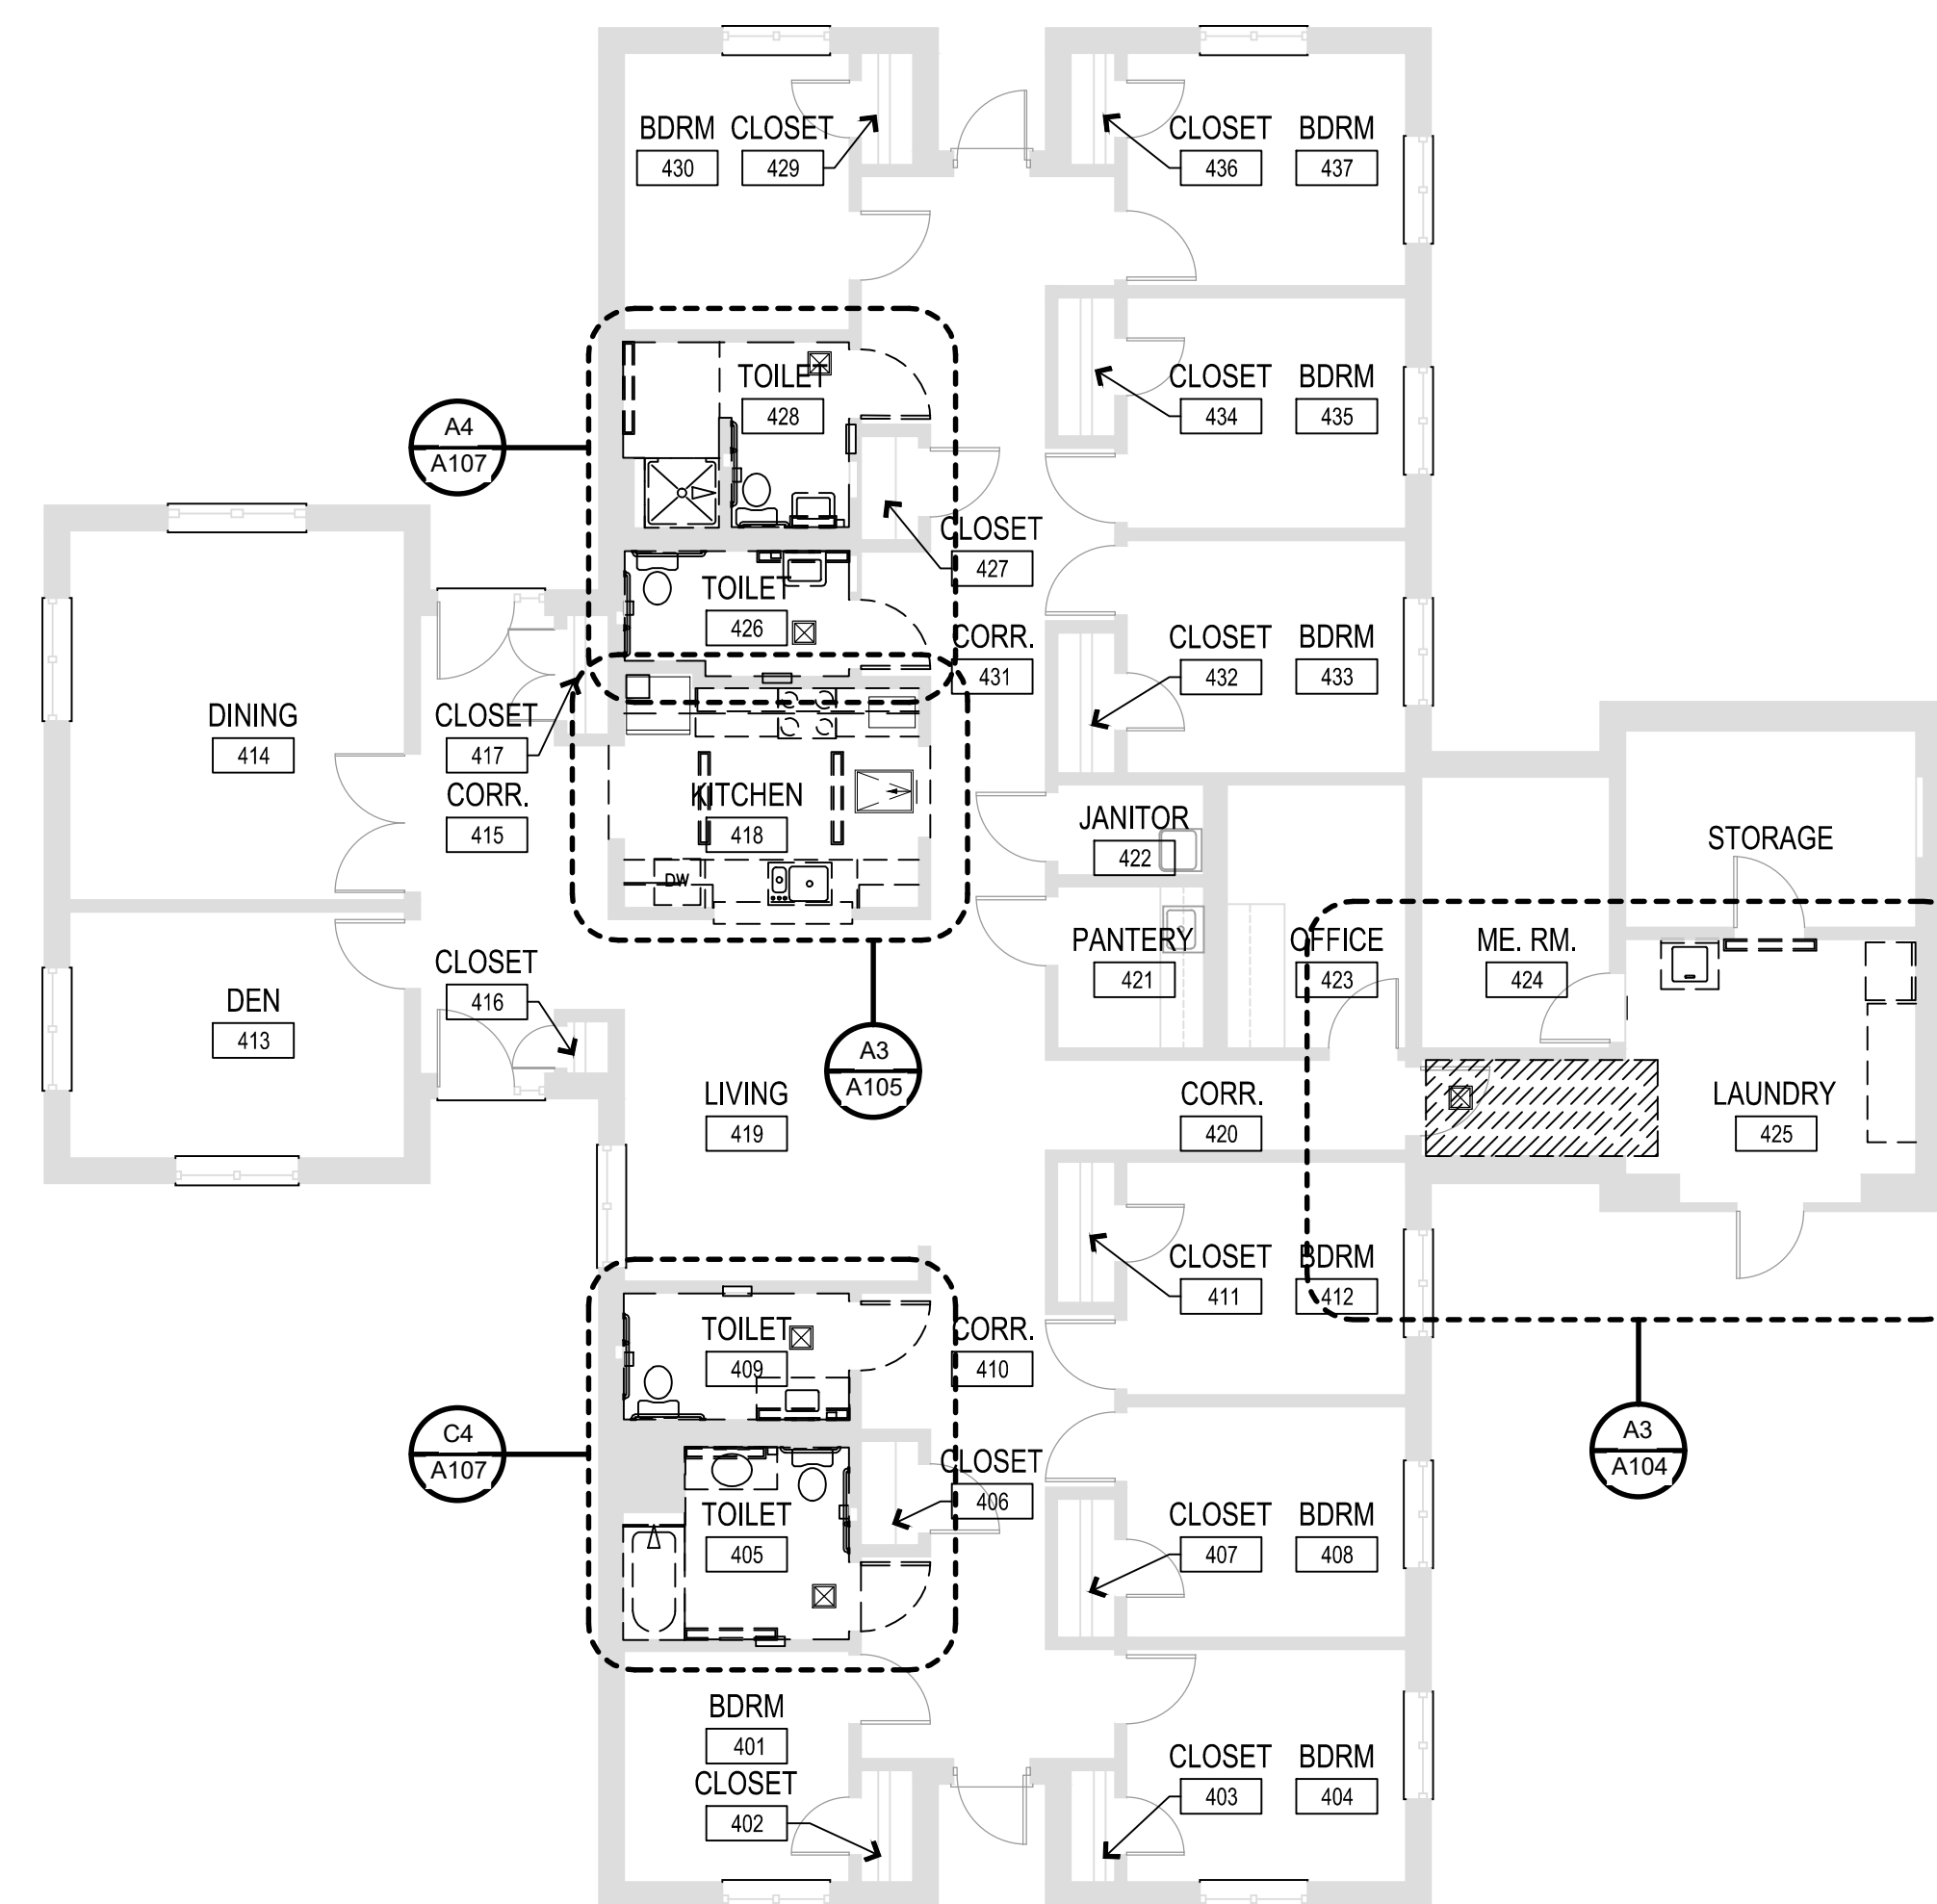 BDRM CLOSET
430 429
CLOSET BDRM
436 437
TOILET
428
CLOSET BDRM
434 435
A4
A107
CLOSET
427
TOILET
426
CORR.
431
CLOSET BDRM
432 433
DINING
414
CLOSET
417
CORR.
415
KITCHEN
418
DW
JANITOR
422
STORAGE
PANTERY
421
OFFICE
423
ME. RM.
424
CLOSET
416
DEN
413
A3
A105
LIVING
419
CORR.
420
LAUNDRY
425
CLOSET BDRM
411 412
TOILET
409
CORR.
410
C4
A107
A3
A104
CLOSET
406
TOILET
405
CLOSET BDRM
407 408
BDRM
401
CLOSET
402
CLOSET BDRM
403 404